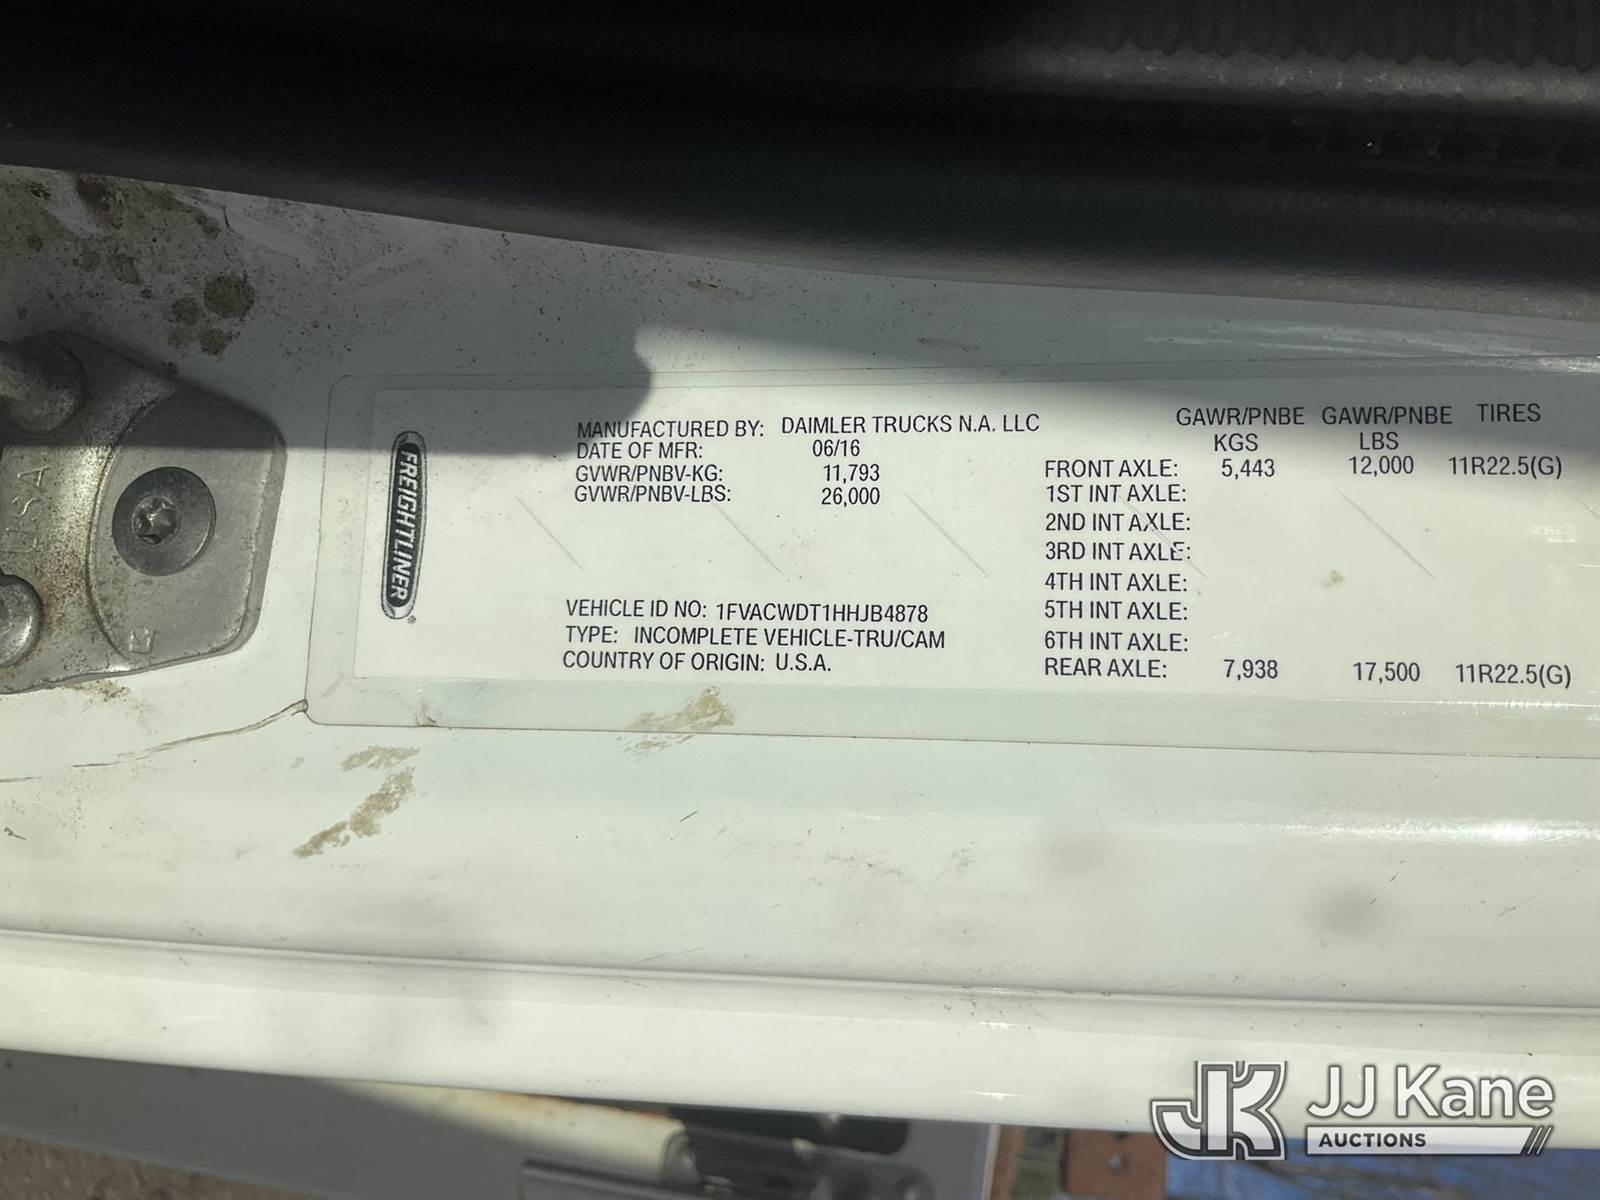 USA
FREIGHTLINER
MANUFACTURED BY: DAIMLER TRUCKS N.A. LLC
DATE OF MFR: 06/16
GVWR/PNBV-KG: 11,793
GVWR/PNBV-LBS: 26,000
VEHICLE ID NO: 1FVACWDT1HHJB4878
TYPE: INCOMPLETE VEHICLE-TRU/CAM
COUNTRY OF ORIGIN: U.S.A.
GAWR/PNBE GAWR/PNBE TIRES
KGS LBS
FRONT AXLE: 5,443 12,000 11R22.5(G)
1ST INT AXLE:
2ND INT AXLE:
3RD INT AXLE:
4TH INT AXLE:
5TH INT AXLE:
6TH INT AXLE:
REAR AXLE: 7,938 17,500 11R22.5(G)
JK JJ Kane
AUCTIONS